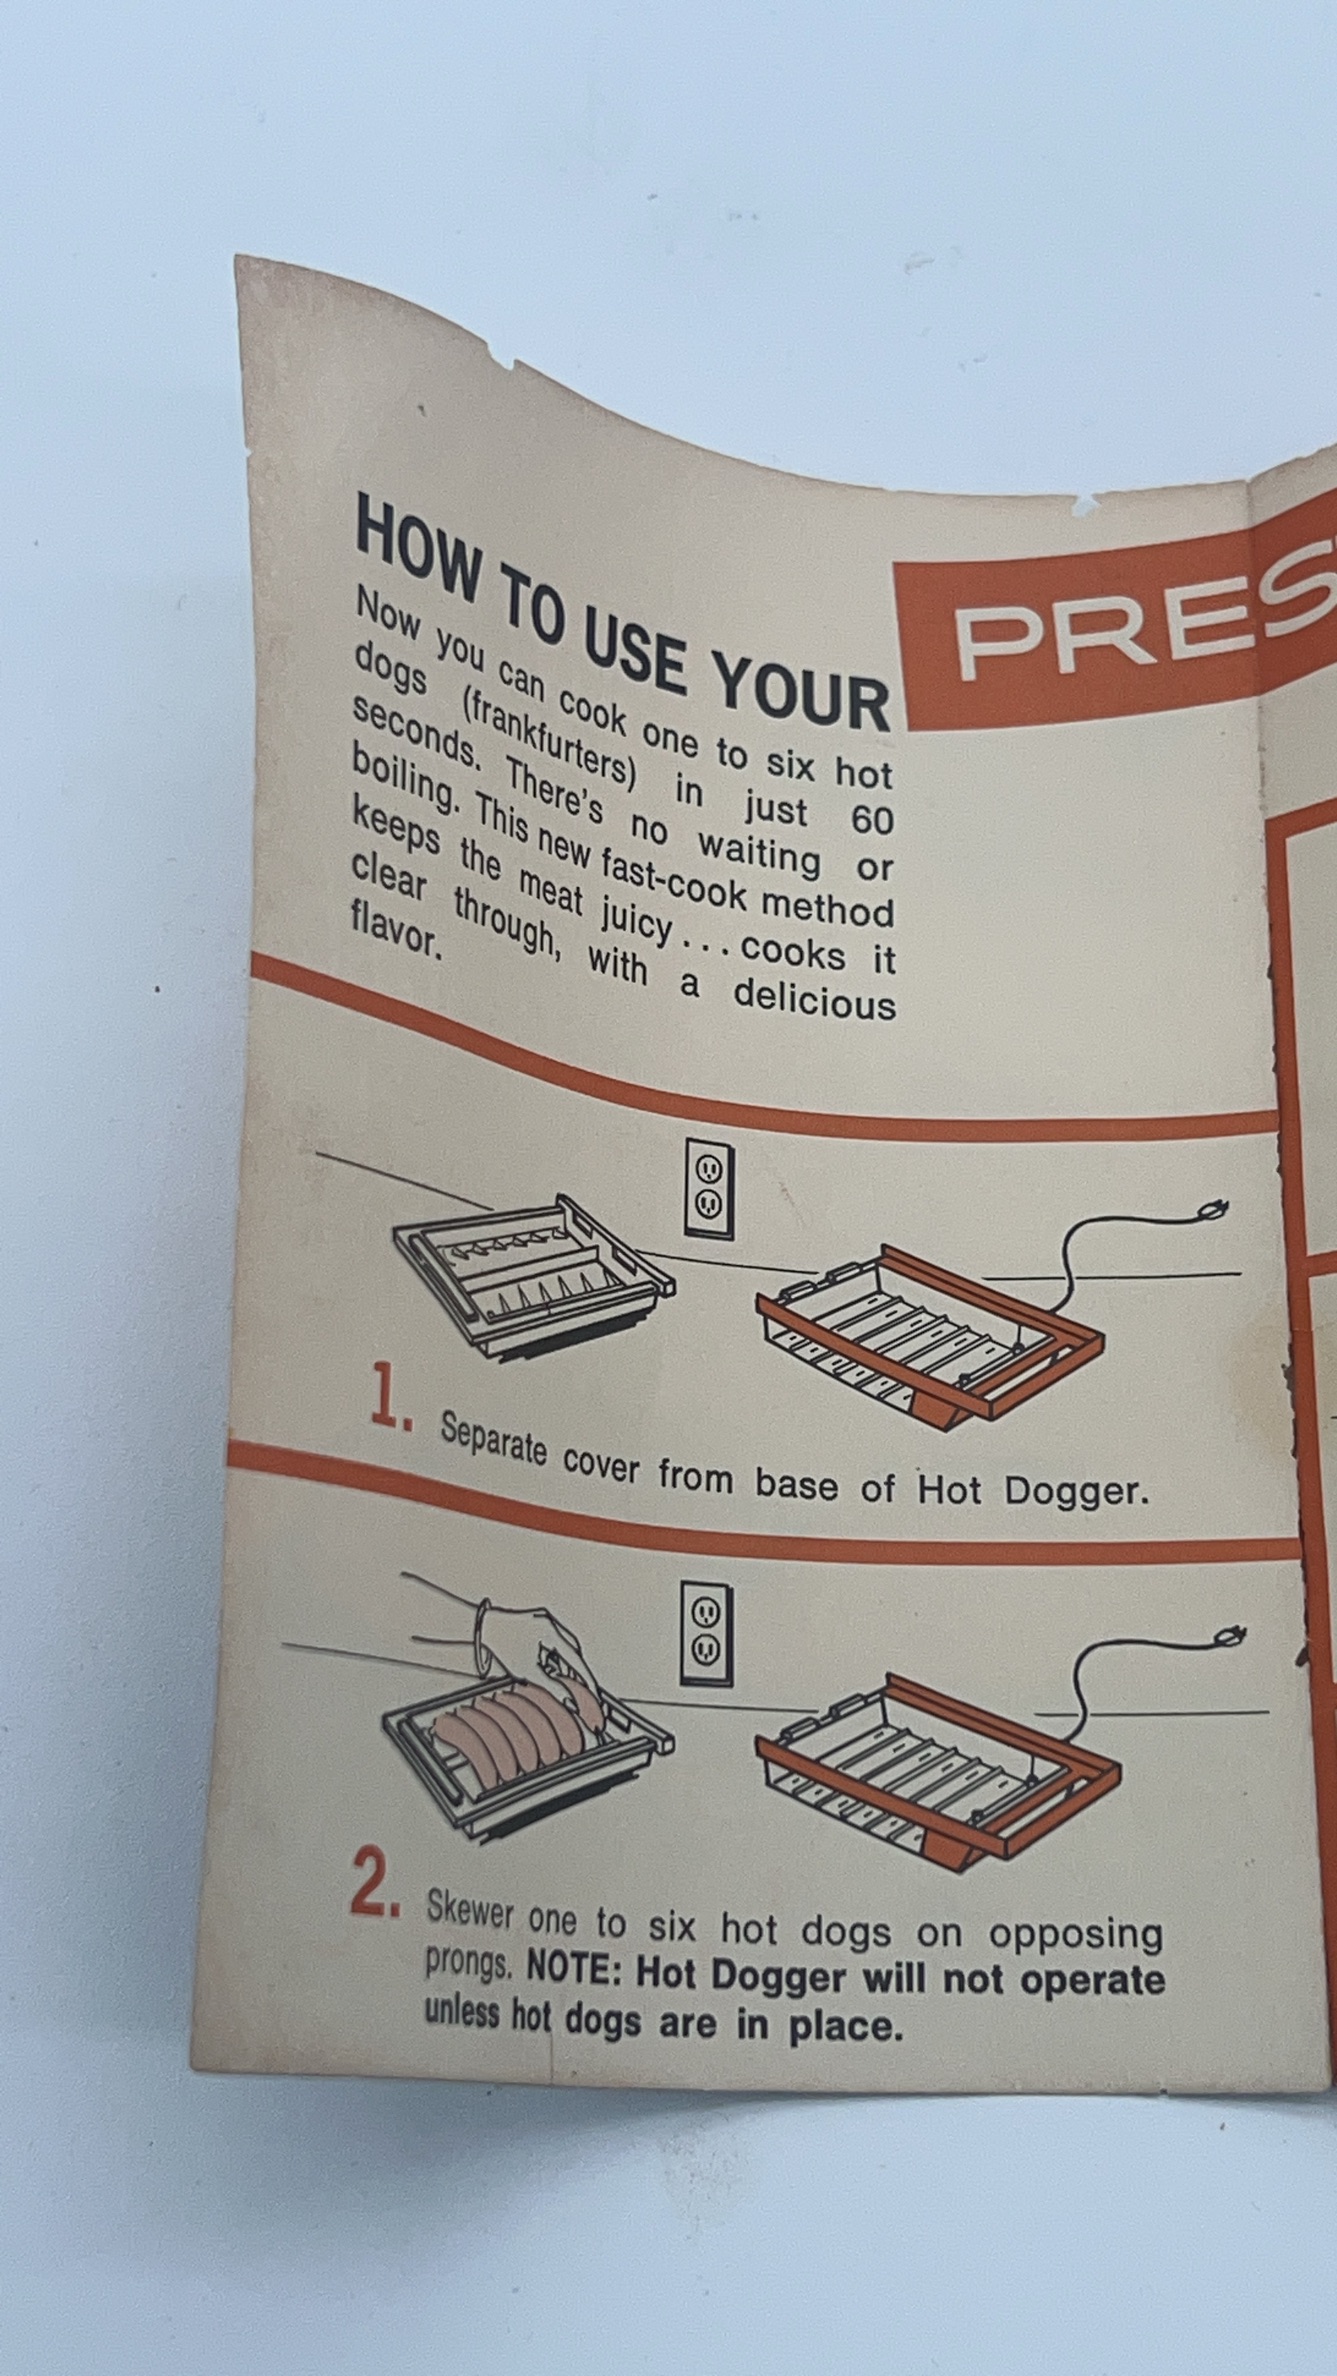 HOW TO USE YOUR
PRES
Now you can cook one to six hot
dogs (frankfurters) in just 60
seconds. There's no waiting or
boiling. This new fast-cook method
keeps the meat juicy... cooks it
clear through, with a delicious
flavor.
1. Separate cover from base of Hot Dogger.
2. Skewer one to six hot dogs on opposing
prongs. NOTE: Hot Dogger will not operate
unless hot dogs are in place.